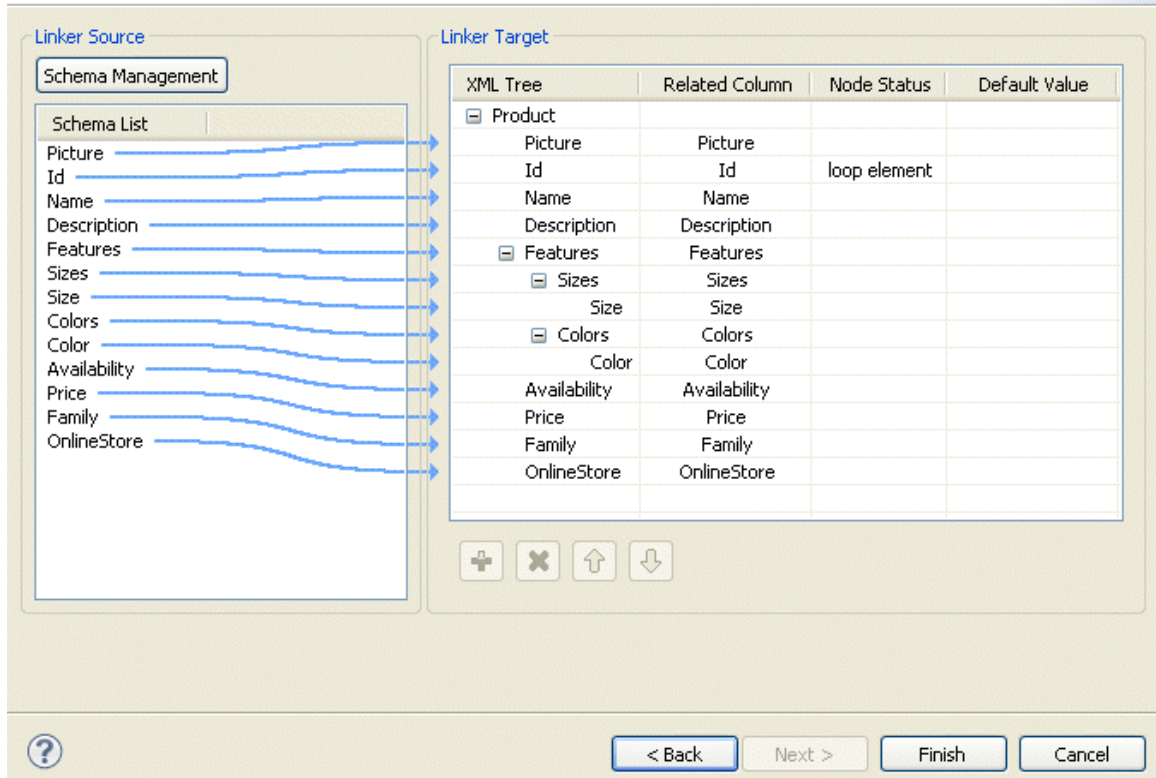 Linker Source
Schema Management
Schema List
Picture
Id
Name
Description
Features
Sizes
Size
Colors
Color
Availability
Price
Family
OnlineStore
Linker Target
XML Tree Related Column Node Status Default Value
Product
Picture Picture
Id Id loop element
Name Name
Description Description
Features Features
Sizes Sizes
Size Size
Colors Colors
Color Color
Availability Availability
Price Price
Family Family
OnlineStore OnlineStore
? < Back Next > Finish Cancel